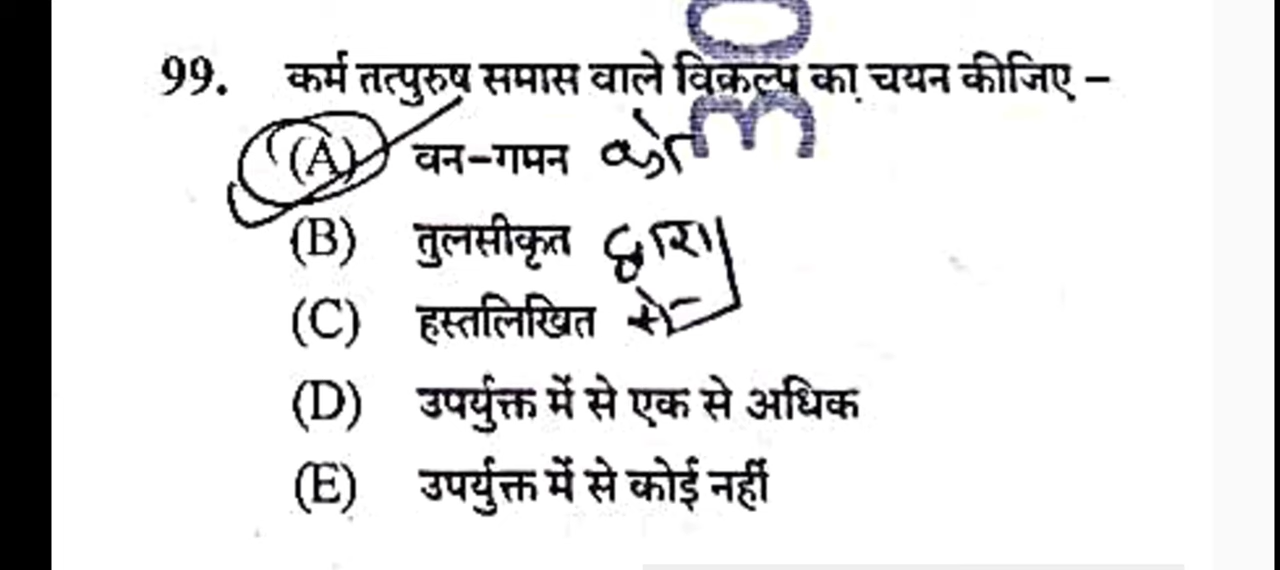 99. कर्म तत्पुरुष समास वाले विकल्प का चयन कीजिए –
(A) वन-गमन को
(B) तुलसीकृत द्वारा
(C) हस्तलिखित से
(D) उपर्युक्त में से एक से अधिक
(E) उपर्युक्त में से कोई नहीं